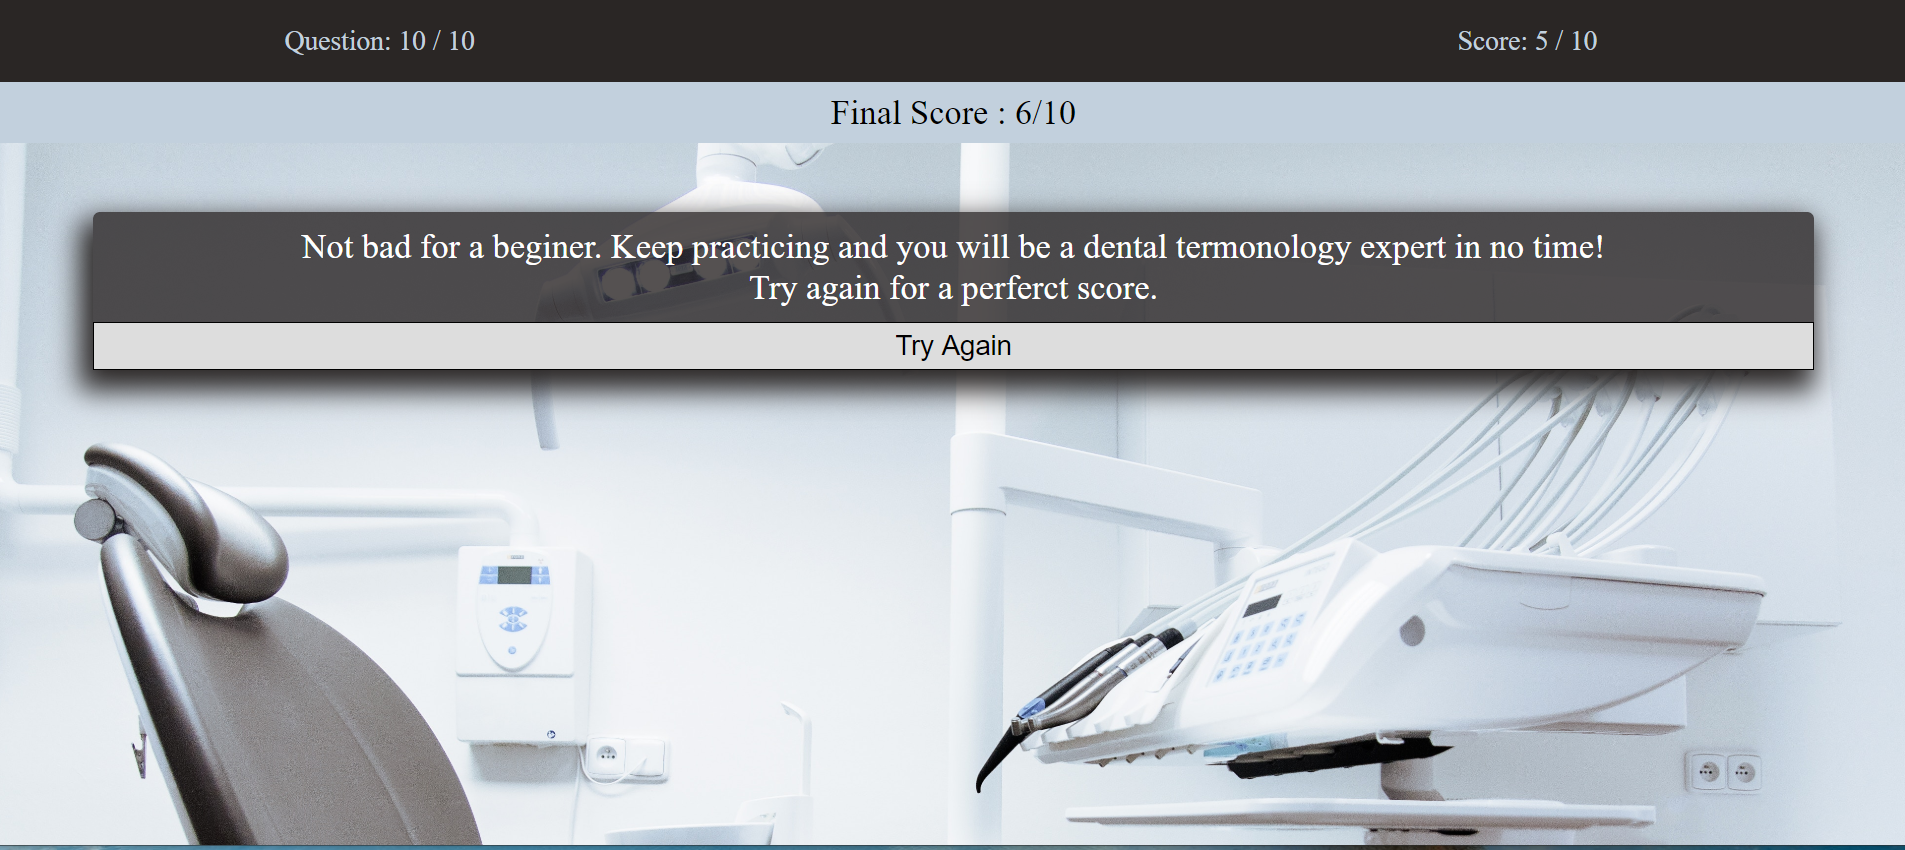 Question: 10 / 10
Score: 5 / 10
Final Score : 6/10
Not bad for a beginer. Keep practicing and you will be a dental termonology expert in no time!
Try again for a perferct score.
Try Again